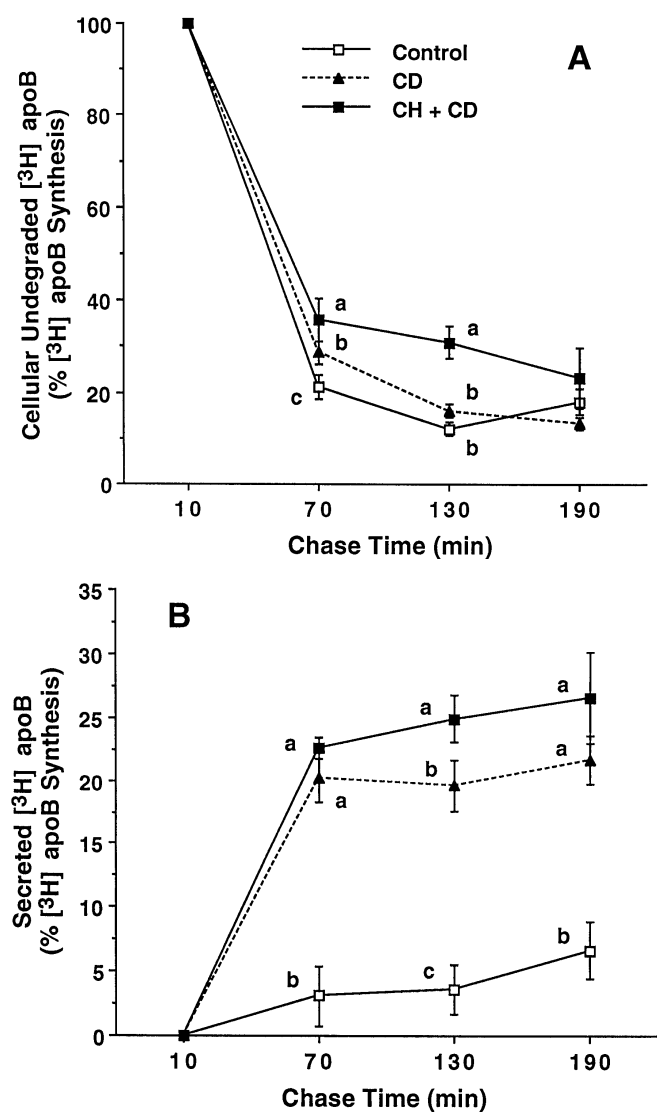 A
Control
CD
CH + CD
Cellular Undegraded [³H] apoB
(% [³H] apoB Synthesis)
100
80
60
40
20
0
a
b
c
a
b
b
10 70 130 190
Chase Time (min)
B
Secreted [³H] apoB
(% [³H] apoB Synthesis)
35
30
25
20
15
10
5
0
a
a
a
a
b
a
b
c
b
10 70 130 190
Chase Time (min)